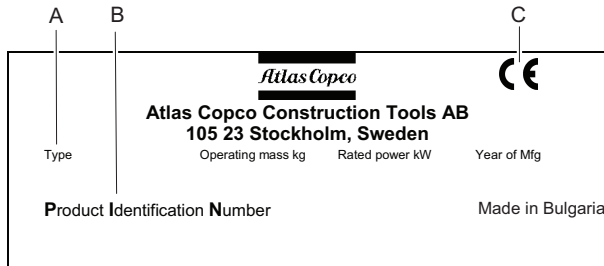 A B C
Atlas Copco
Atlas Copco Construction Tools AB
105 23 Stockholm, Sweden
Type Operating mass kg Rated power kW Year of Mfg
Product Identification Number Made in Bulgaria